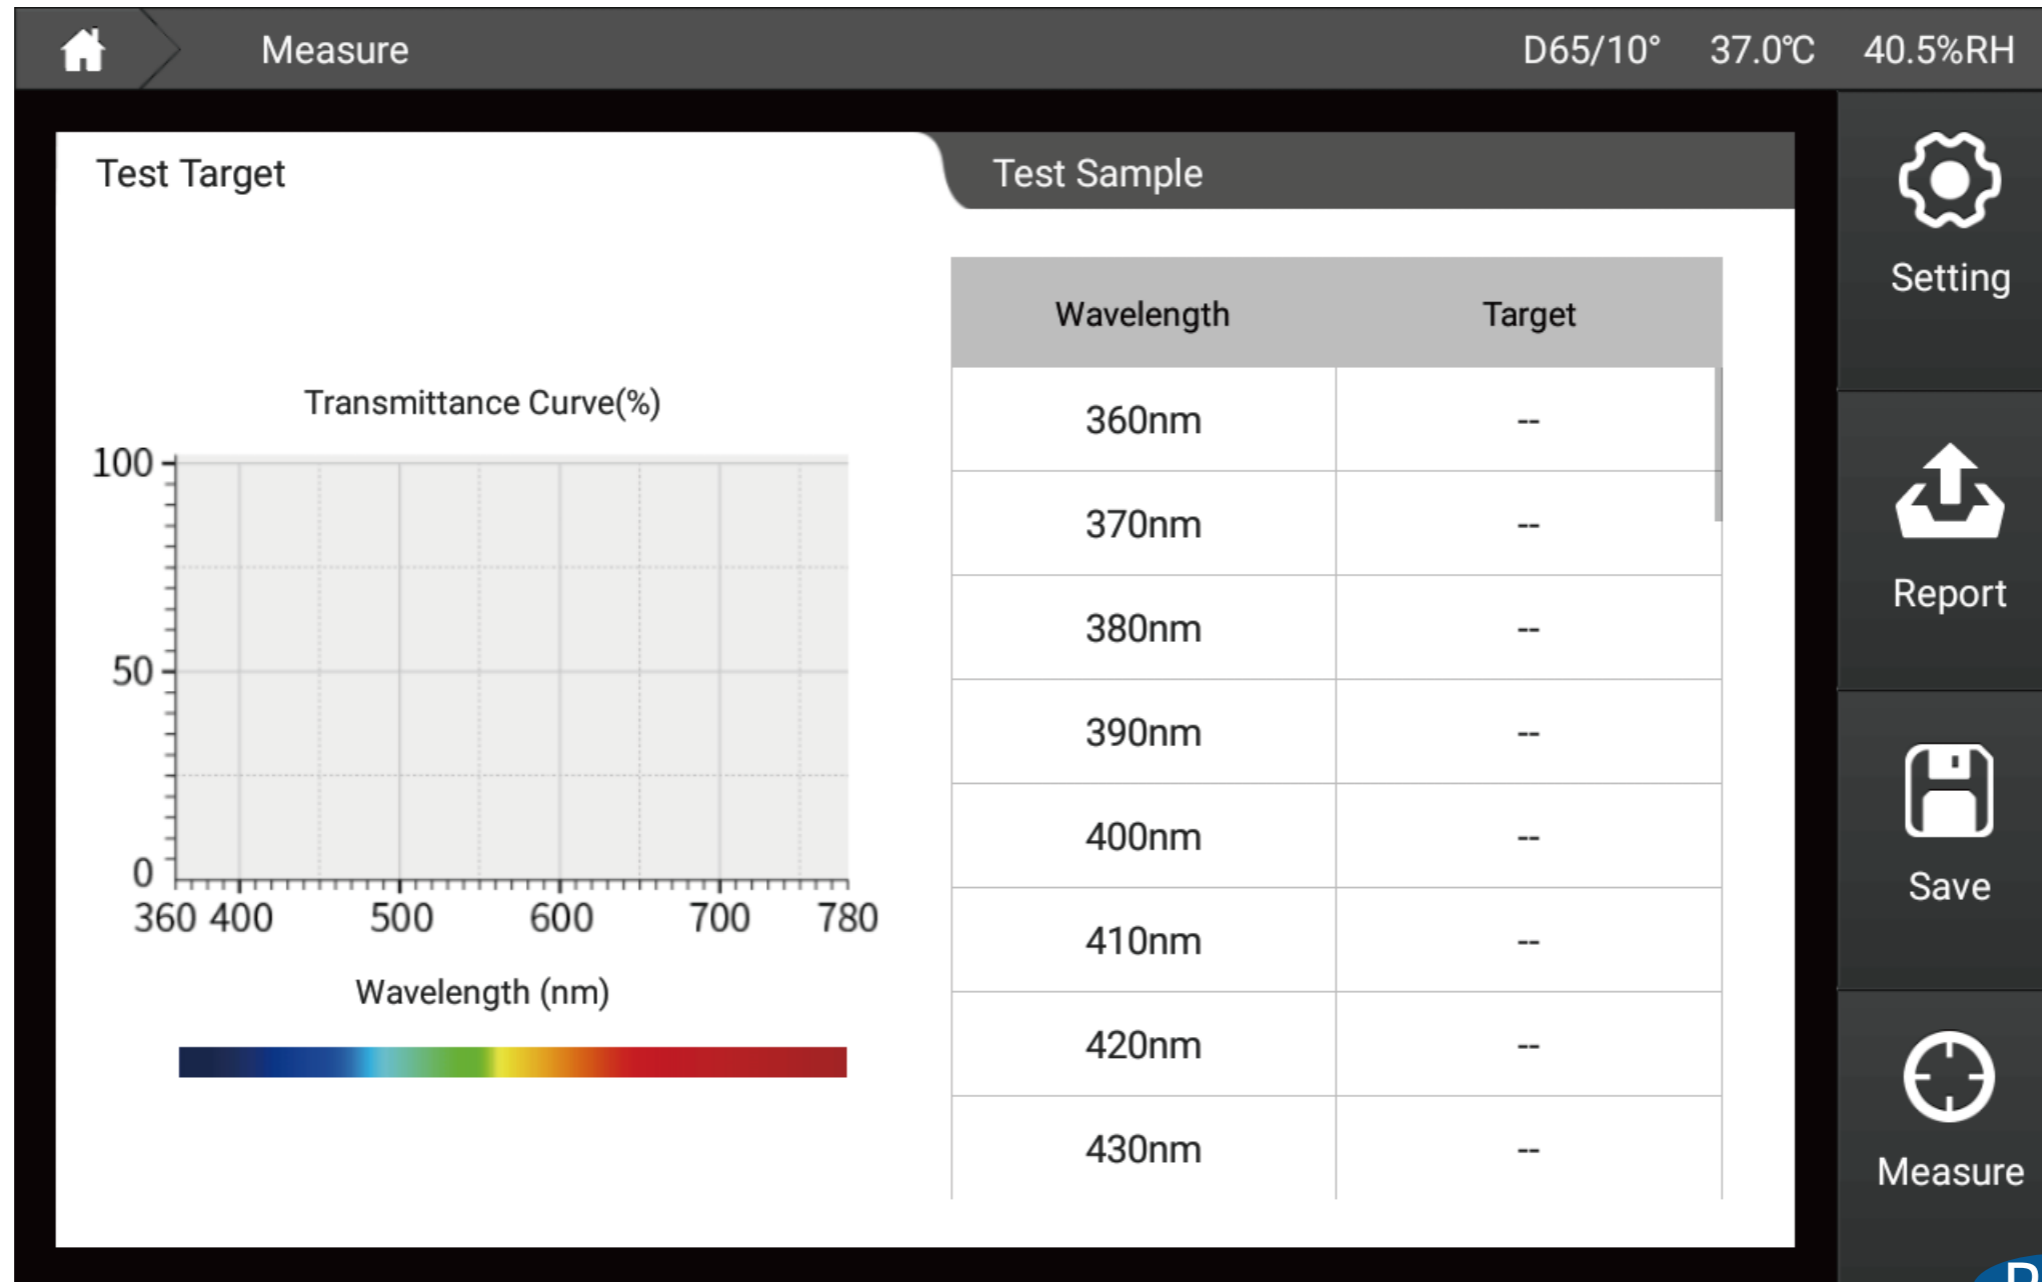 Measure
D65/10° 37.0℃ 40.5%RH
Test Target
Test Sample
Setting
Report
Save
Measure
Transmittance Curve(%)
100
50
0
360 400 500 600 700 780
Wavelength (nm)
Wavelength Target
360nm --
370nm --
380nm --
390nm --
400nm --
410nm --
420nm --
430nm --